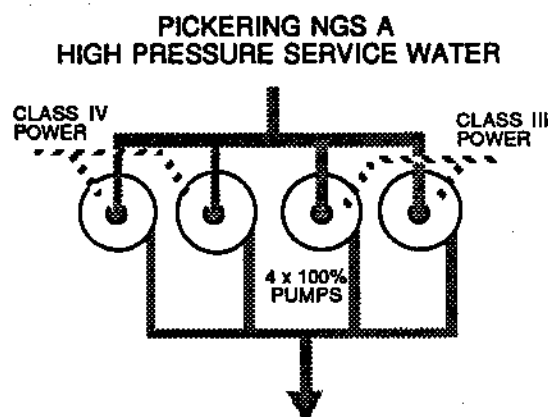 PICKERING NGS A
HIGH PRESSURE SERVICE WATER
CLASS IV
POWER
CLASS III
POWER
4 x 100%
PUMPS